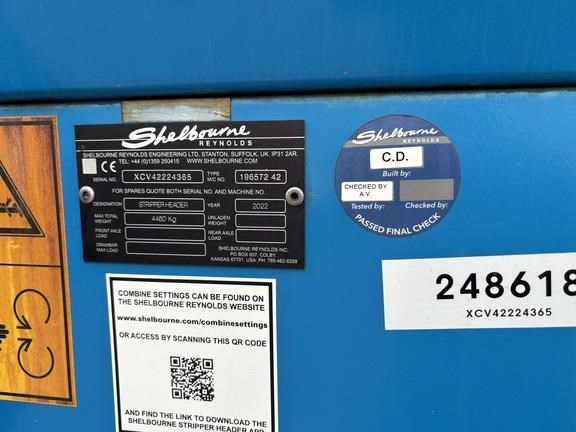 Shelbourne
REYNOLDS
SHELBOURNE REYNOLDS ENGINEERING LTD, STANTON, SUFFOLK, UK. IP31 2AR.
TEL: +44 (0)1359 250415 WWW.SHELBOURNE.COM
CE
SERIAL NO. XCV42224365 TYPE M/C NO. 196572 42
FOR SPARES QUOTE BOTH SERIAL NO. AND MACHINE NO.
DESIGNATION STRIPPER HEADER YEAR 2022
MAX TOTAL WEIGHT 4480 Kg UNLADEN WEIGHT
FRONT AXLE LOAD REAR AXLE LOAD
DRAWBAR MAX LOAD
SHELBOURNE REYNOLDS INC.
PO BOX 607, COLBY,
KANSAS 67701, USA. PH: 785-462-6299
Shelbourne
REYNOLDS
C.D.
Built by:
CHECKED BY
A.V.
Tested by: Checked by:
PASSED FINAL CHECK
248618
XCV42224365
COMBINE SETTINGS CAN BE FOUND ON
THE SHELBOURNE REYNOLDS WEBSITE
www.shelbourne.com/combinesettings
OR ACCESS BY SCANNING THIS QR CODE
AND FIND THE LINK TO DOWNLOAD THE
SHELBOURNE STRIPPER HEADER APP